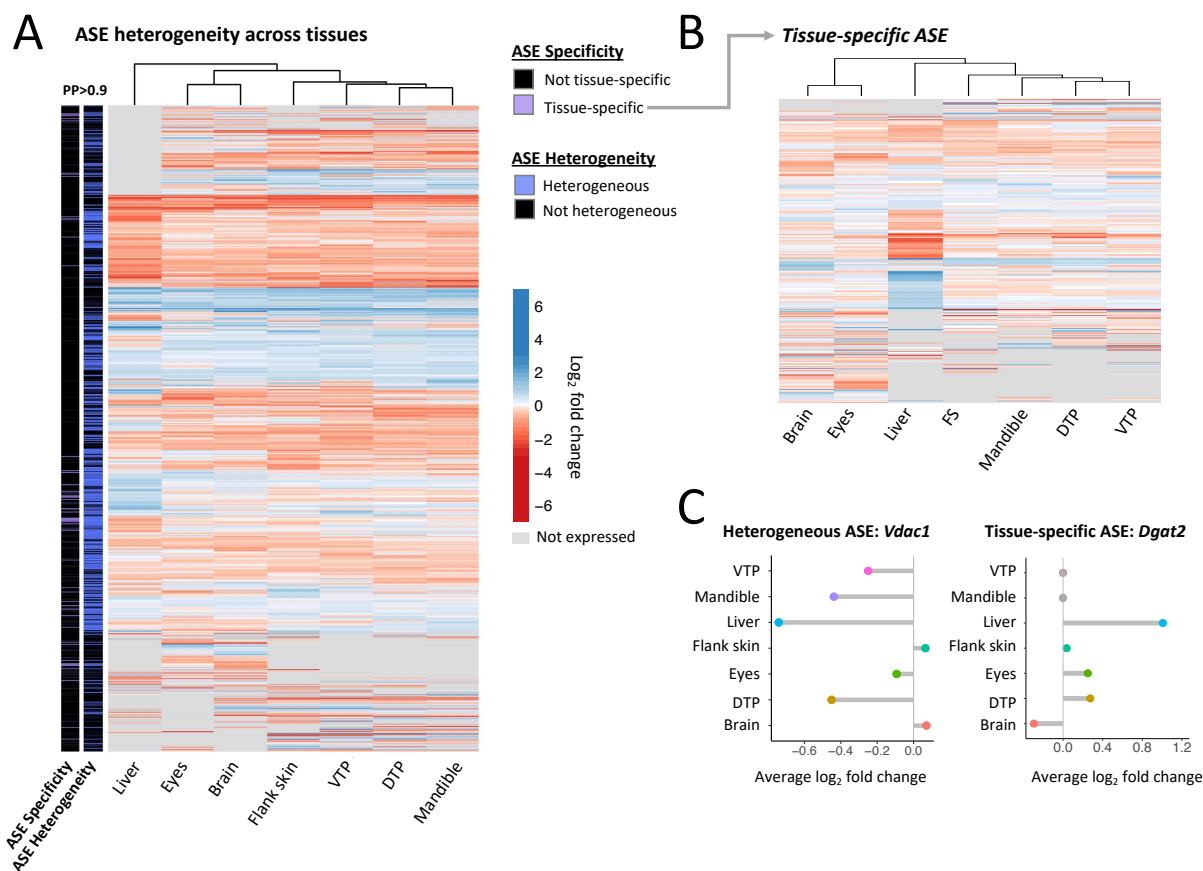 A
ASE heterogeneity across tissues
PP>0.9
ASE Specificity
Not tissue-specific
Tissue-specific
ASE Heterogeneity
Heterogeneous
Not heterogeneous
6
4
2
0
−2
−4
−6
Log2 fold change
Not expressed
ASE Specificity
ASE Heterogeneity
Liver
Eyes
Brain
Flank skin
VTP
DTP
Mandible
B
Tissue-specific ASE
Brain
Eyes
Liver
FS
Mandible
DTP
VTP
C
Heterogeneous ASE: Vdac1
VTP
Mandible
Liver
Flank skin
Eyes
DTP
Brain
−0.6 −0.2 0.0
Average log2 fold change
Tissue-specific ASE: Dgat2
VTP
Mandible
Liver
Flank skin
Eyes
DTP
Brain
0.0 0.4 0.8 1.2
Average log2 fold change